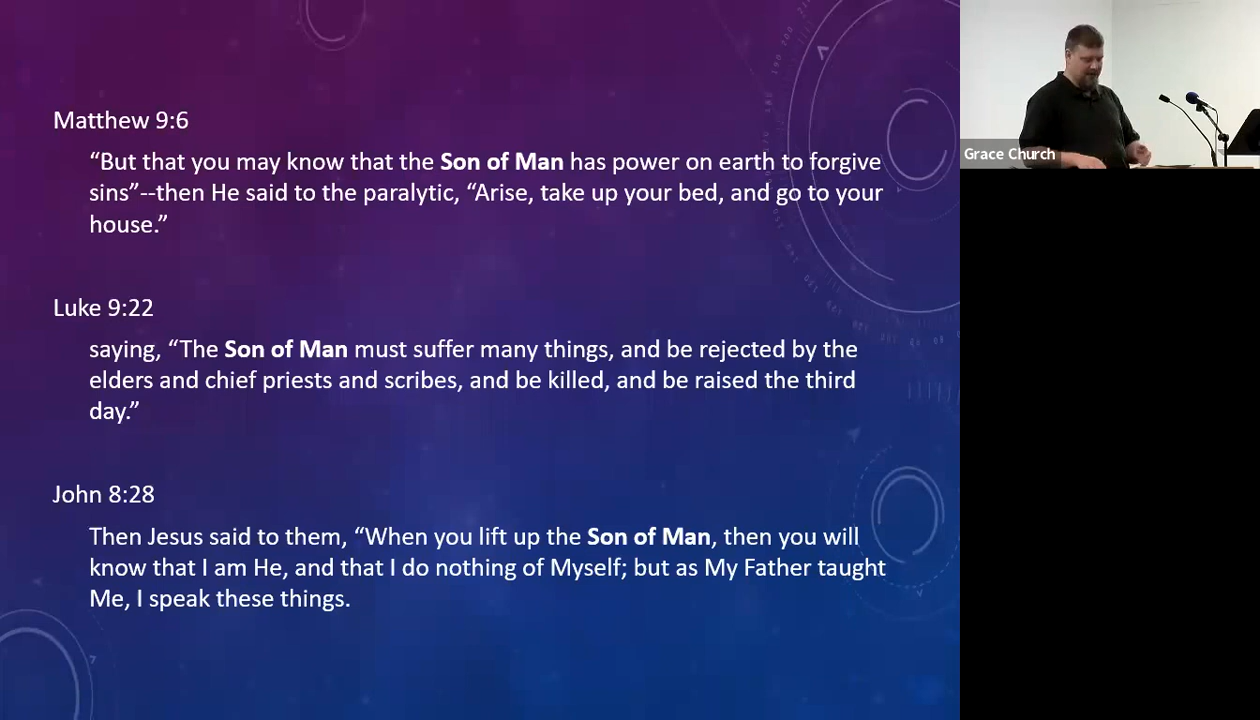 Matthew 9:6
“But that you may know that the Son of Man has power on earth to forgive
sins”--then He said to the paralytic, “Arise, take up your bed, and go to your
house.”
Luke 9:22
saying, “The Son of Man must suffer many things, and be rejected by the
elders and chief priests and scribes, and be killed, and be raised the third
day.”
John 8:28
Then Jesus said to them, “When you lift up the Son of Man, then you will
know that I am He, and that I do nothing of Myself; but as My Father taught
Me, I speak these things.
Grace Church